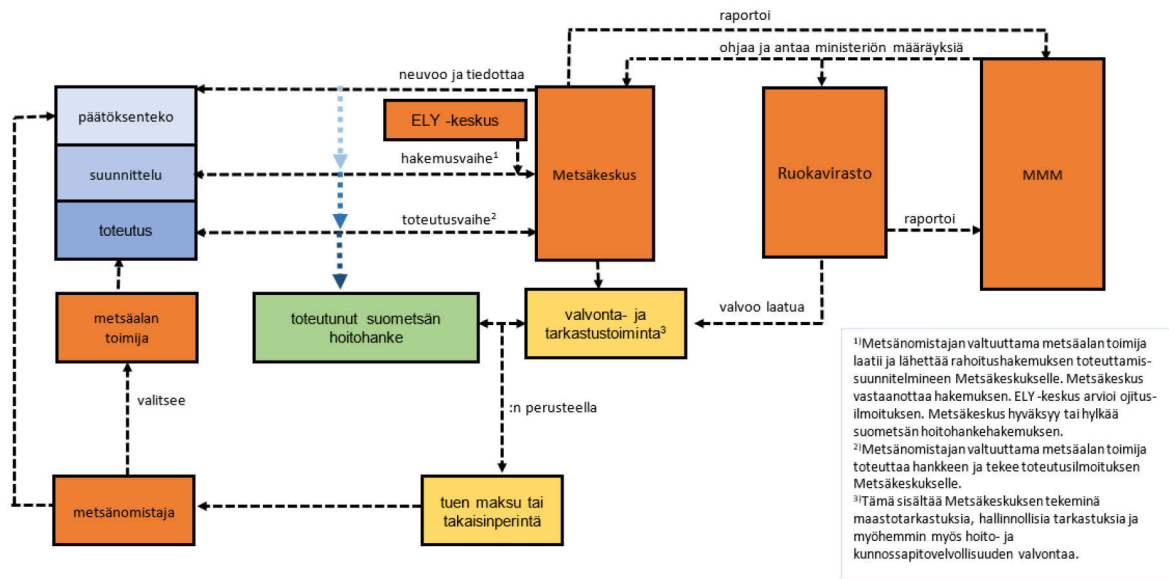 raportoi
ohjaa ja antaa ministeriön määräyksiä
neuvoo ja tiedottaa
päätöksenteko
suunnittelu
toteutus
ELY -keskus
hakemusvaihe¹
toteutusvaihe²
Metsäkeskus
Ruokavirasto
MMM
raportoi
metsäalan
toimija
toteutunut suometsän
hoitohanke
valvonta- ja
tarkastustoiminta³
valvoo laatua
valitsee
:n perusteella
metsänomistaja
tuen maksu tai
takaisinperintä
¹⁾Metsänomistajan valtuuttama metsäalan toimija
laatii ja lähettää rahoitushakemuksen toteuttamis-
suunnitelmineen Metsäkeskukselle. Metsäkeskus
vastaanottaa hakemuksen. ELY -keskus arvioi ojitus-
ilmoituksen. Metsäkeskus hyväksyy tai hylkää
suometsän hoitohankehakemuksen.
²⁾Metsänomistajan valtuuttama metsäalan toimija
toteuttaa hankkeen ja tekee toteutusilmoituksen
Metsäkeskukselle.
³⁾Tämä sisältää Metsäkeskuksen tekeminä
maastotarkastuksia, hallinnollisia tarkastuksia ja
myöhemmin myös hoito- ja
kunnossapitovelvollisuuden valvontaa.